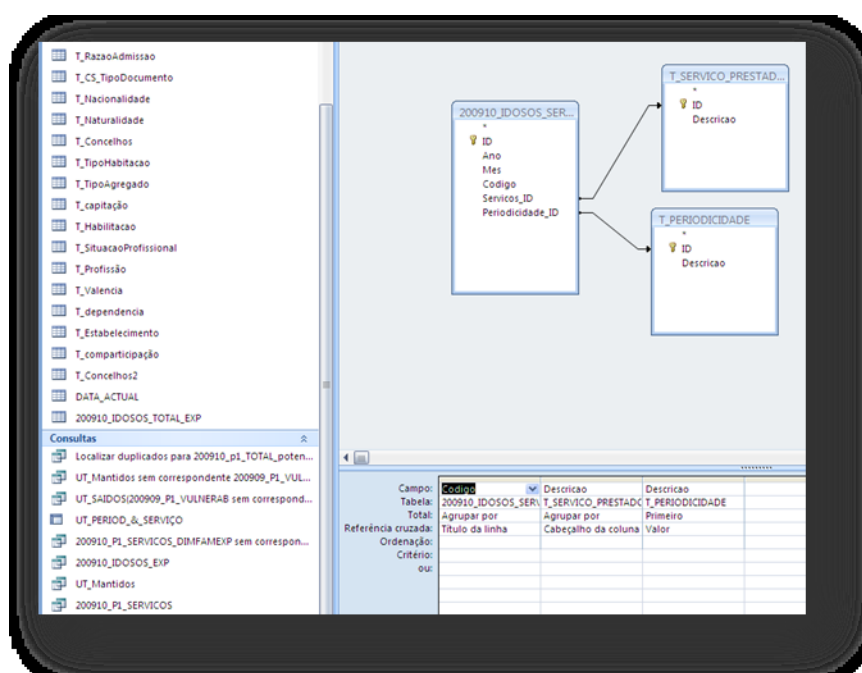 T_RazaoAdmissao
T_CS_TipoDocumento
T_Nacionalidade
T_Naturalidade
T_Concelhos
T_TipoHabitacao
T_TipoAgregado
T_capitação
T_Habilitacao
T_SituacaoProfissional
T_Profissão
T_Valencia
T_dependencia
T_Estabelecimento
T_comparticipação
T_Concelhos2
DATA_ACTUAL
200910_IDOSOS_TOTAL_EXP
Consultas
Localizar duplicados para 200910_p1_TOTAL_poten...
UT_Mantidos sem correspondente 200909_P1_VUL...
UT_SAIDOS(200909_P1_VULNERAB sem correspond...
UT_PERIOD_&_SERVIÇO
200910_P1_SERVICOS_DIMFAMEXP sem correspon...
200910_IDOSOS_EXP
UT_Mantidos
200910_P1_SERVICOS
200910_IDOSOS_SER...
*
ID
Ano
Mes
Codigo
Servicos_ID
Periodicidade_ID
T_SERVICO_PRESTAD...
*
ID
Descricao
T_PERIODICIDADE
*
ID
Descricao
Campo: Codigo Descricao Descricao
Tabela: 200910_IDOSOS_SERV T_SERVICO_PRESTADO T_PERIODICIDADE
Total: Agrupar por Agrupar por Primeiro
Referência cruzada: Título da linha Cabeçalho da coluna Valor
Ordenação:
Critério:
ou: